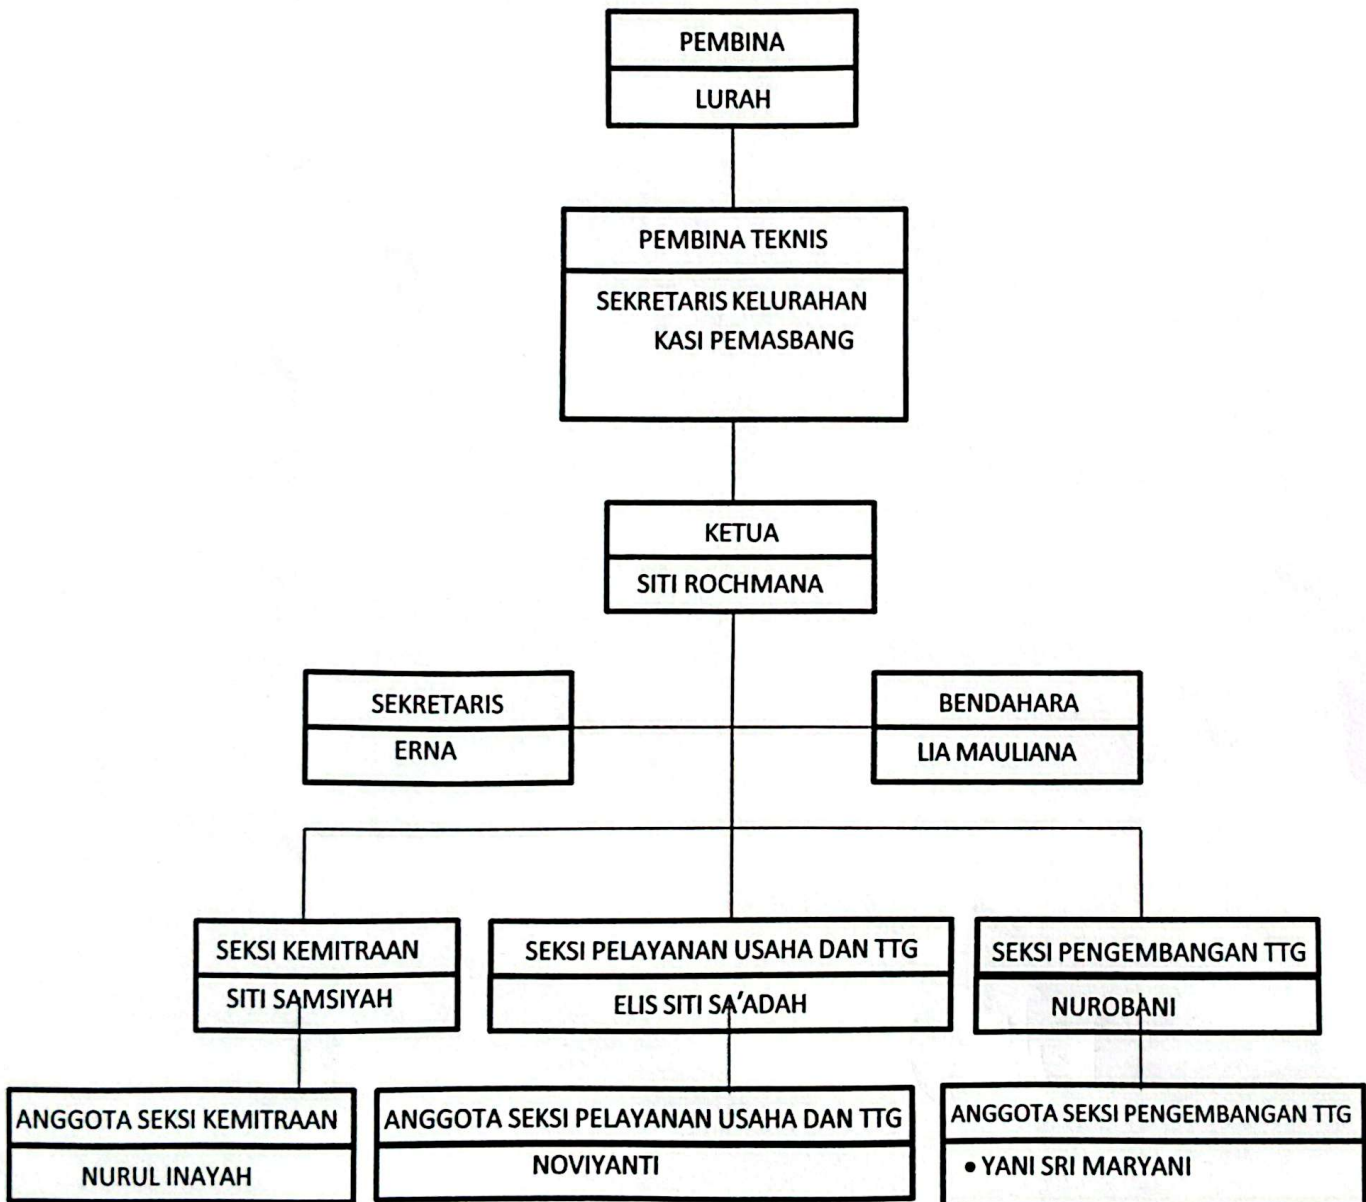 PEMBINA
LURAH
PEMBINA TEKNIS
SEKRETARIS KELURAHAN
KASI PEMASBANG
KETUA
SITI ROCHMANA
SEKRETARIS
ERNA
BENDAHARA
LIA MAULIANA
SEKSI KEMITRAAN
SITI SAMSIYAH
SEKSI PELAYANAN USAHA DAN TTG
ELIS SITI SA'ADAH
SEKSI PENGEMBANGAN TTG
NUROBANI
ANGGOTA SEKSI KEMITRAAN
NURUL INAYAH
ANGGOTA SEKSI PELAYANAN USAHA DAN TTG
NOVIYANTI
ANGGOTA SEKSI PENGEMBANGAN TTG
• YANI SRI MARYANI